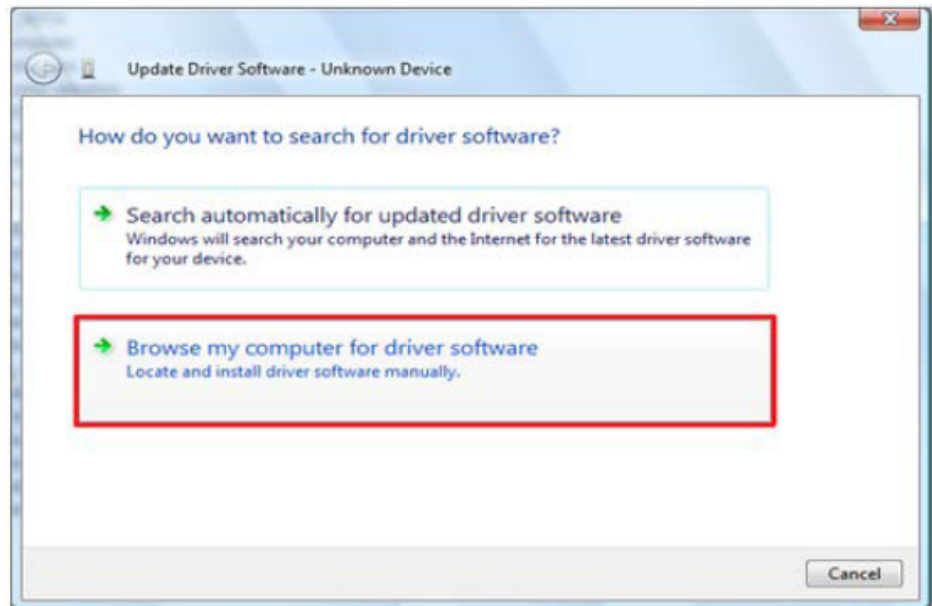 Update Driver Software - Unknown Device
How do you want to search for driver software?
Search automatically for updated driver software
Windows will search your computer and the Internet for the latest driver software
for your device.
Browse my computer for driver software
Locate and install driver software manually.
Cancel